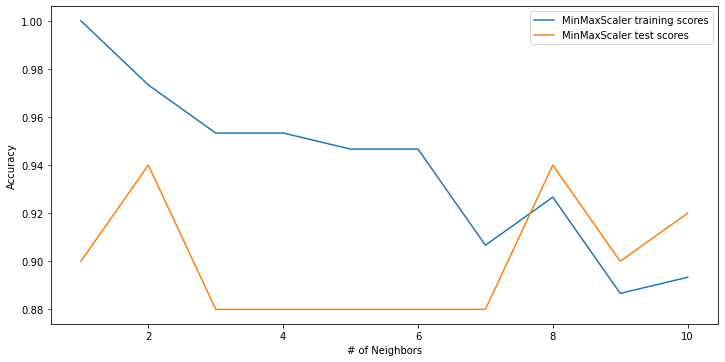 MinMaxScaler training scores
MinMaxScaler test scores
1.00
0.98
0.96
0.94
0.92
0.90
0.88
Accuracy
2 4 6 8 10
# of Neighbors